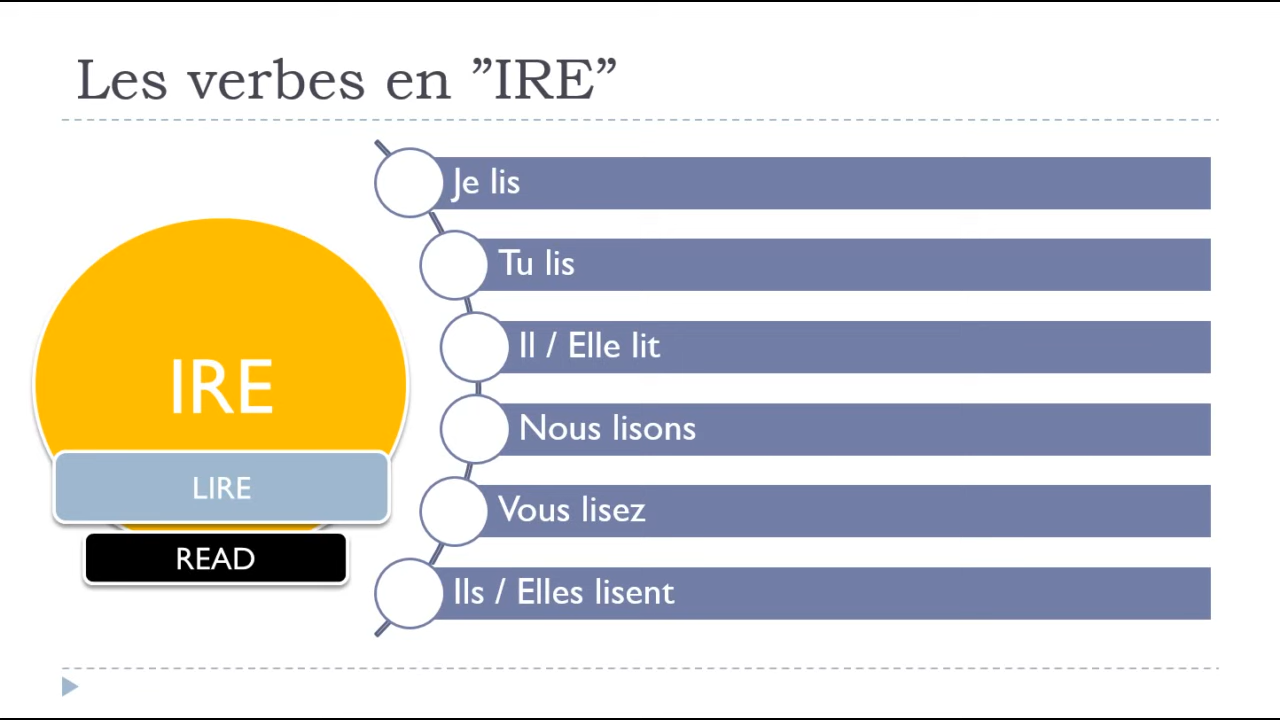 Les verbes en ”IRE”
IRE
LIRE
READ
Je lis
Tu lis
Il / Elle lit
Nous lisons
Vous lisez
Ils / Elles lisent